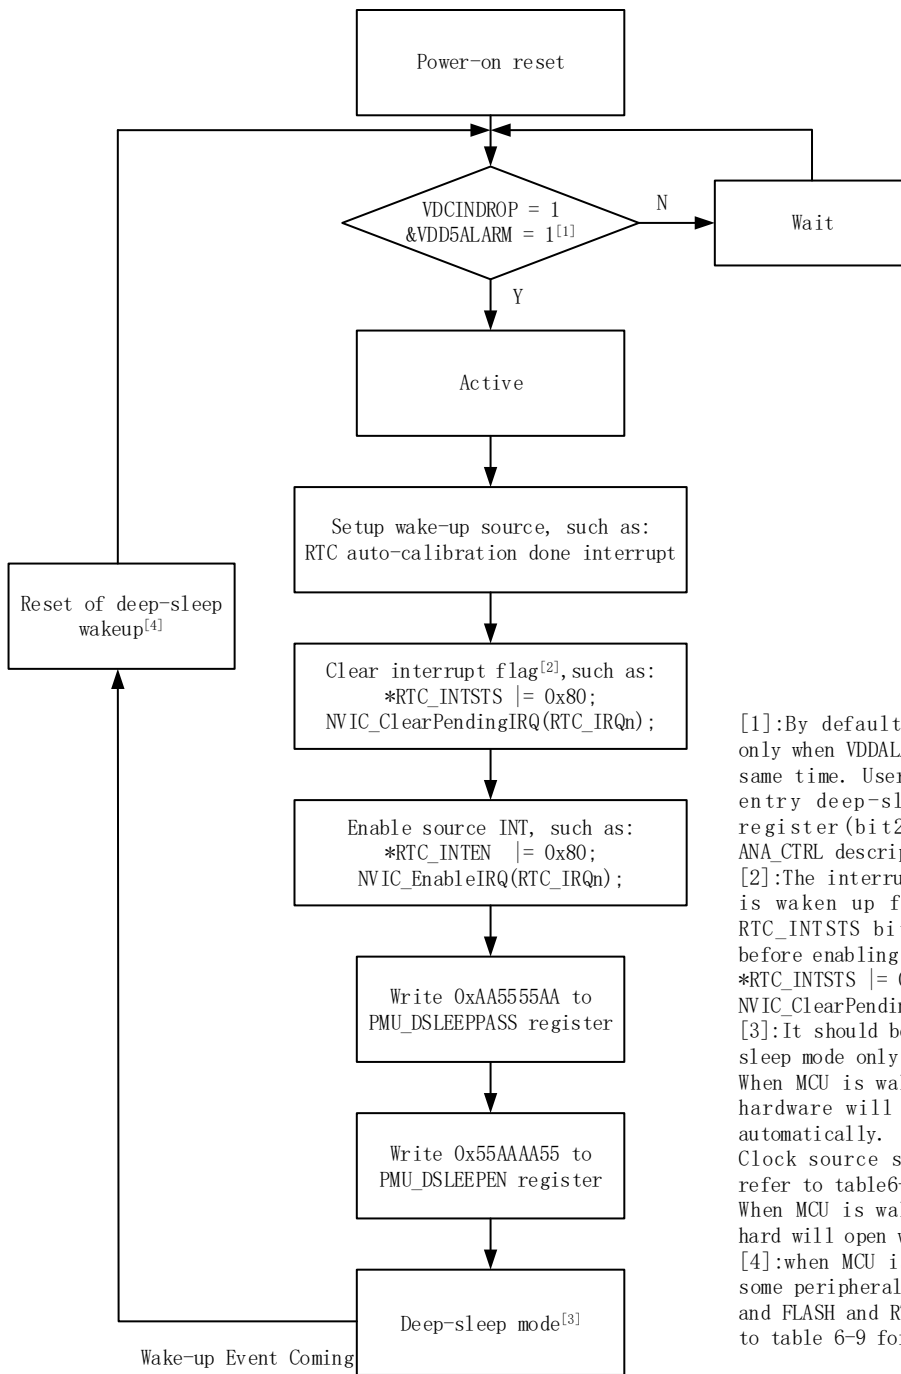 Power-on reset
VDCINDROP = 1
&VDD5ALARM = 1[1]
N
Wait
Y
Active
Setup wake-up source, such as:
RTC auto-calibration done interrupt
Reset of deep-sleep
wakeup[4]
Clear interrupt flag[2],such as:
*RTC_INTSTS |= 0x80;
NVIC_ClearPendingIRQ(RTC_IRQn);
Enable source INT, such as:
*RTC_INTEN |= 0x80;
NVIC_EnableIRQ(RTC_IRQn);
Write 0xAA5555AA to
PMU_DSLEEPPASS register
Write 0x55AAAA55 to
PMU_DSLEEPEN register
Deep-sleep mode[3]
Wake-up Event Coming
[1]:By default
only when VDDAL
same time. User
entry deep-sl
register(bit2
ANA_CTRL descrip
[2]:The interru
is waken up f
RTC_INTSTS bi
before enabling
*RTC_INTSTS |=
NVIC_ClearPendin
[3]:It should b
sleep mode only
When MCU is wa
hardware will
automatically.
Clock source s
refer to table6-
When MCU is wa
hard will open
[4]:when MCU i
some peripheral
and FLASH and R
to table 6-9 fo